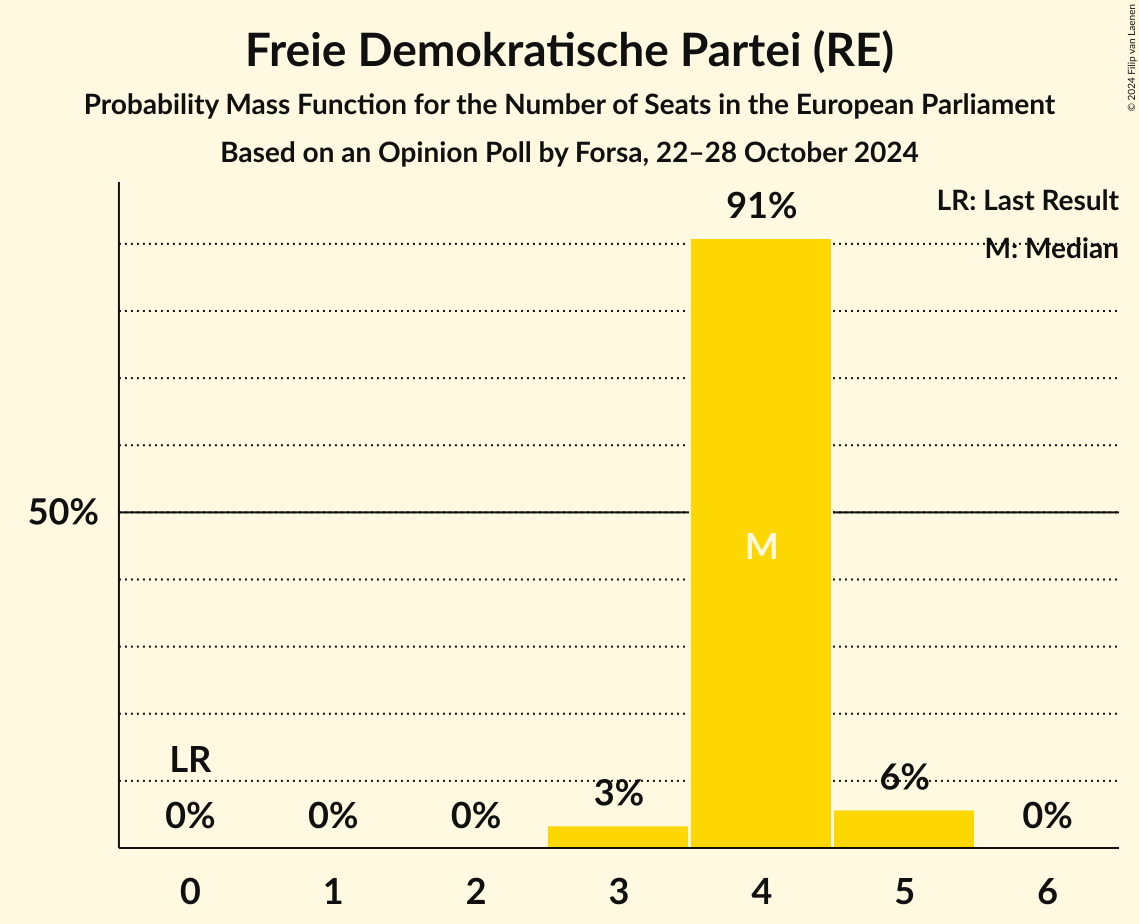 Freie Demokratische Partei (RE)
Probability Mass Function for the Number of Seats in the European Parliament
Based on an Opinion Poll by Forsa, 22–28 October 2024
© 2024 Filip van Laenen
LR: Last Result
M: Median
91%
50%
M
LR
0%
0%
0%
3%
6%
0%
0
1
2
3
4
5
6